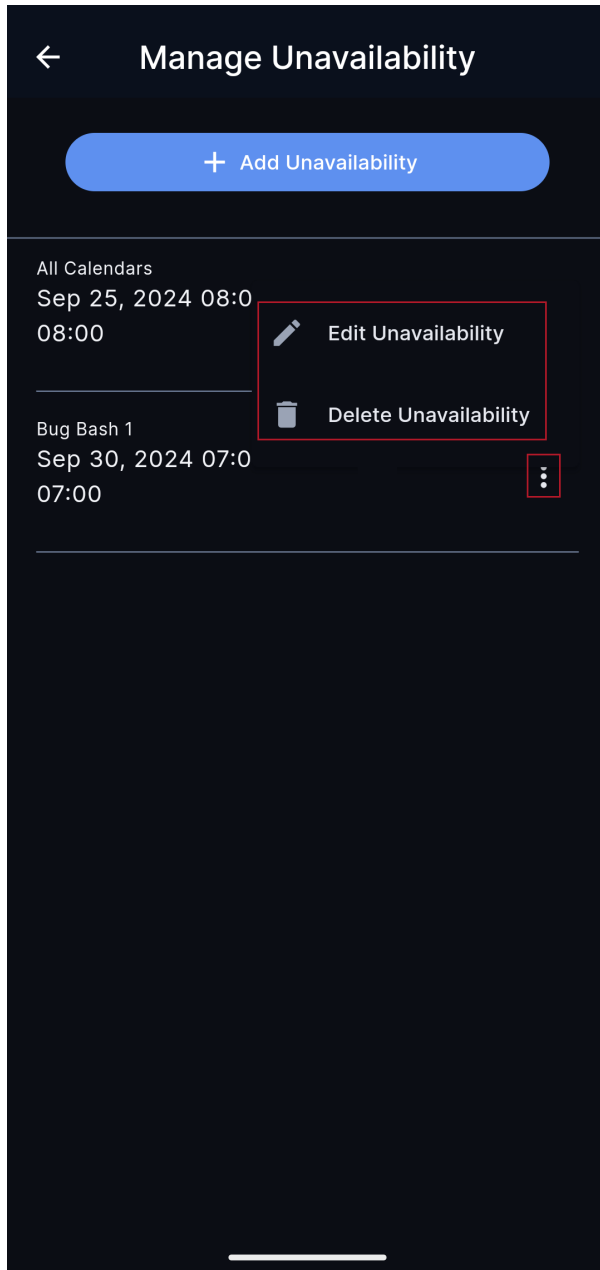 Manage Unavailability
Add Unavailability
All Calendars
Sep 25, 2024 08:0
08:00
Edit Unavailability
Delete Unavailability
Bug Bash 1
Sep 30, 2024 07:0
07:00